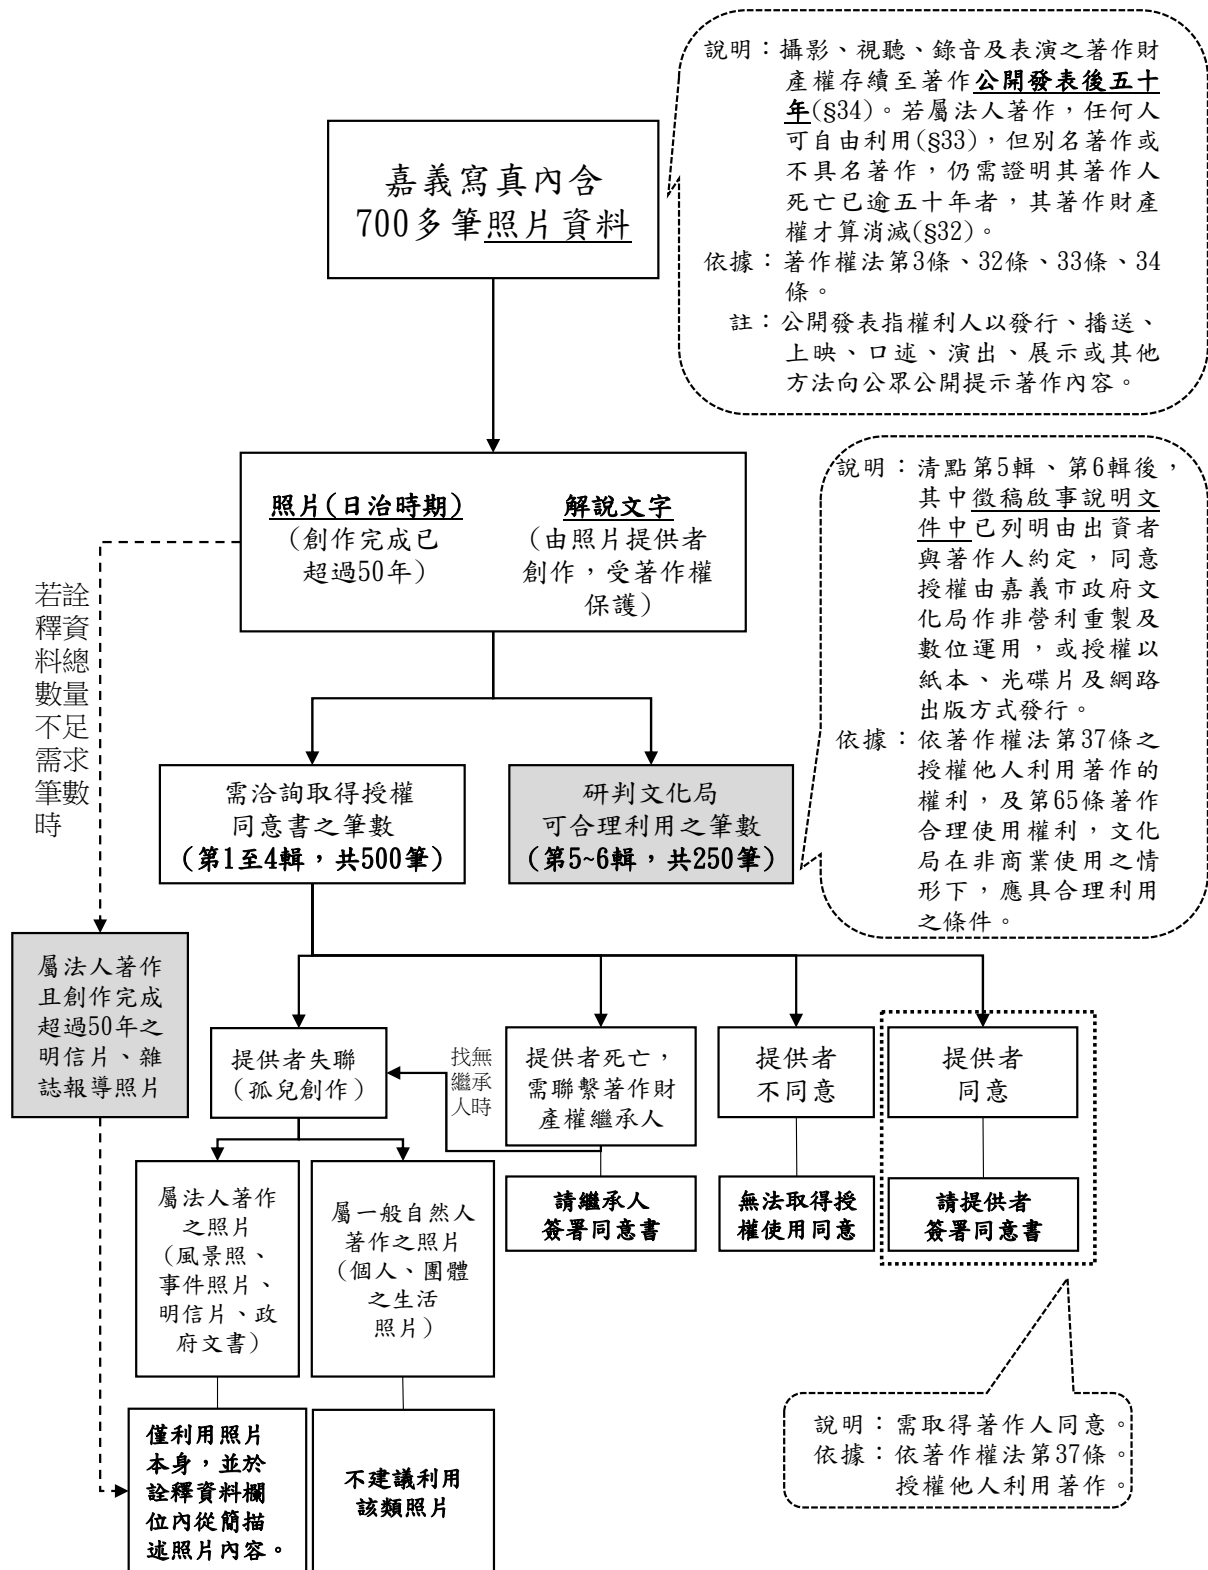 說明：攝影、視聽、錄音及表演之著作財
產權存續至著作公開發表後五十
年(§34)。若屬法人著作，任何人
可自由利用(§33)，但別名著作或
不具名著作，仍需證明其著作人
死亡已逾五十年者，其著作財產
權才算消滅(§32)。
依據：著作權法第3條、32條、33條、34
條。
註：公開發表指權利人以發行、播送、
上映、口述、演出、展示或其他
方法向公眾公開提示著作內容。
嘉義寫真內含
700多筆照片資料
照片(日治時期)
（創作完成已
超過50年）
解說文字
（由照片提供者
創作，受著作權
保護）
說明：清點第5輯、第6輯後，
其中徵稿啟事說明文
件中已列明由出資者
與著作人約定，同意
授權由嘉義市政府文
化局作非營利重製及
數位運用，或授權以
紙本、光碟片及網路
出版方式發行。
依據：依著作權法第37條之
授權他人利用著作的
權利，及第65條著作
合理使用權利，文化
局在非商業使用之情
形下，應具合理利用
之條件。
詮釋資料總數量不足需求筆數時
若
需洽詢取得授權
同意書之筆數
（第1至4輯，共500筆）
研判文化局
可合理利用之筆數
（第5~6輯，共250筆）
屬法人著作
且創作完成
超過50年之
明信片、雜
誌報導照片
提供者失聯
（孤兒創作）
找無
繼承
人時
提供者死亡，
需聯繫著作財
產權繼承人
提供者
不同意
提供者
同意
屬法人著作
之照片
（風景照、
事件照片、
明信片、政
府文書）
屬一般自然人
著作之照片
（個人、團體
之生活
照片）
請繼承人
簽署同意書
無法取得授
權使用同意
請提供者
簽署同意書
僅利用照片
本身，並於
詮釋資料欄
位內從簡描
述照片內容。
不建議利用
該類照片
說明：需取得著作人同意。
依據：依著作權法第37條。
授權他人利用著作。